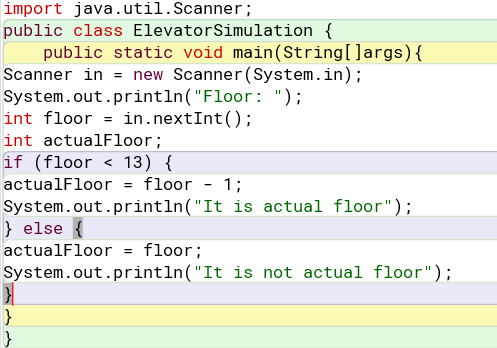 import java.util.Scanner;
public class ElevatorSimulation {
    public static void main(String[]args){
Scanner in = new Scanner(System.in);
System.out.println("Floor: ");
int floor = in.nextInt();
int actualFloor;
if (floor < 13) {
actualFloor = floor - 1;
System.out.println("It is actual floor");
} else {
actualFloor = floor;
System.out.println("It is not actual floor");
}
}
}